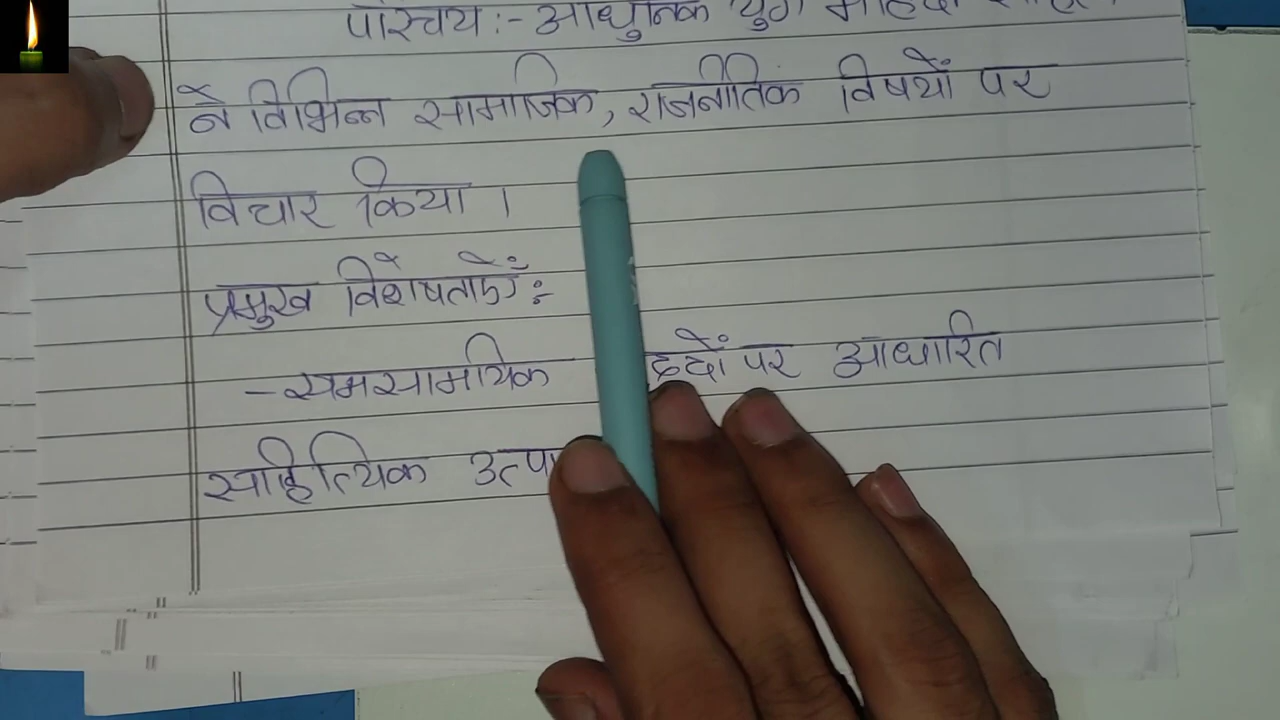 परिचय:- आधुनिक युग में हिंदी
ने विभिन्न सामाजिक, राजनीतिक विषयों पर
विचार किया ।
प्रमुख विशेषताएँ :-
- समसामयिक पर आधारित
साहित्यिक